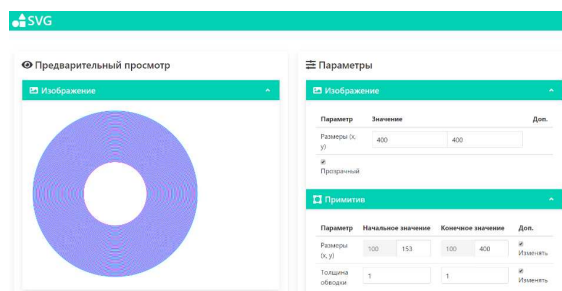 SVG
Предварительный просмотр
Изображение
Параметры
Изображение
Параметр Значение Доп.
Размеры (x, y) 400 400
Прозрачный
Примитив
Параметр Начальное значение Конечное значение Доп.
Размеры (x, y) 100 153 100 400 Изменять
Толщина обводки 1 1 Изменять